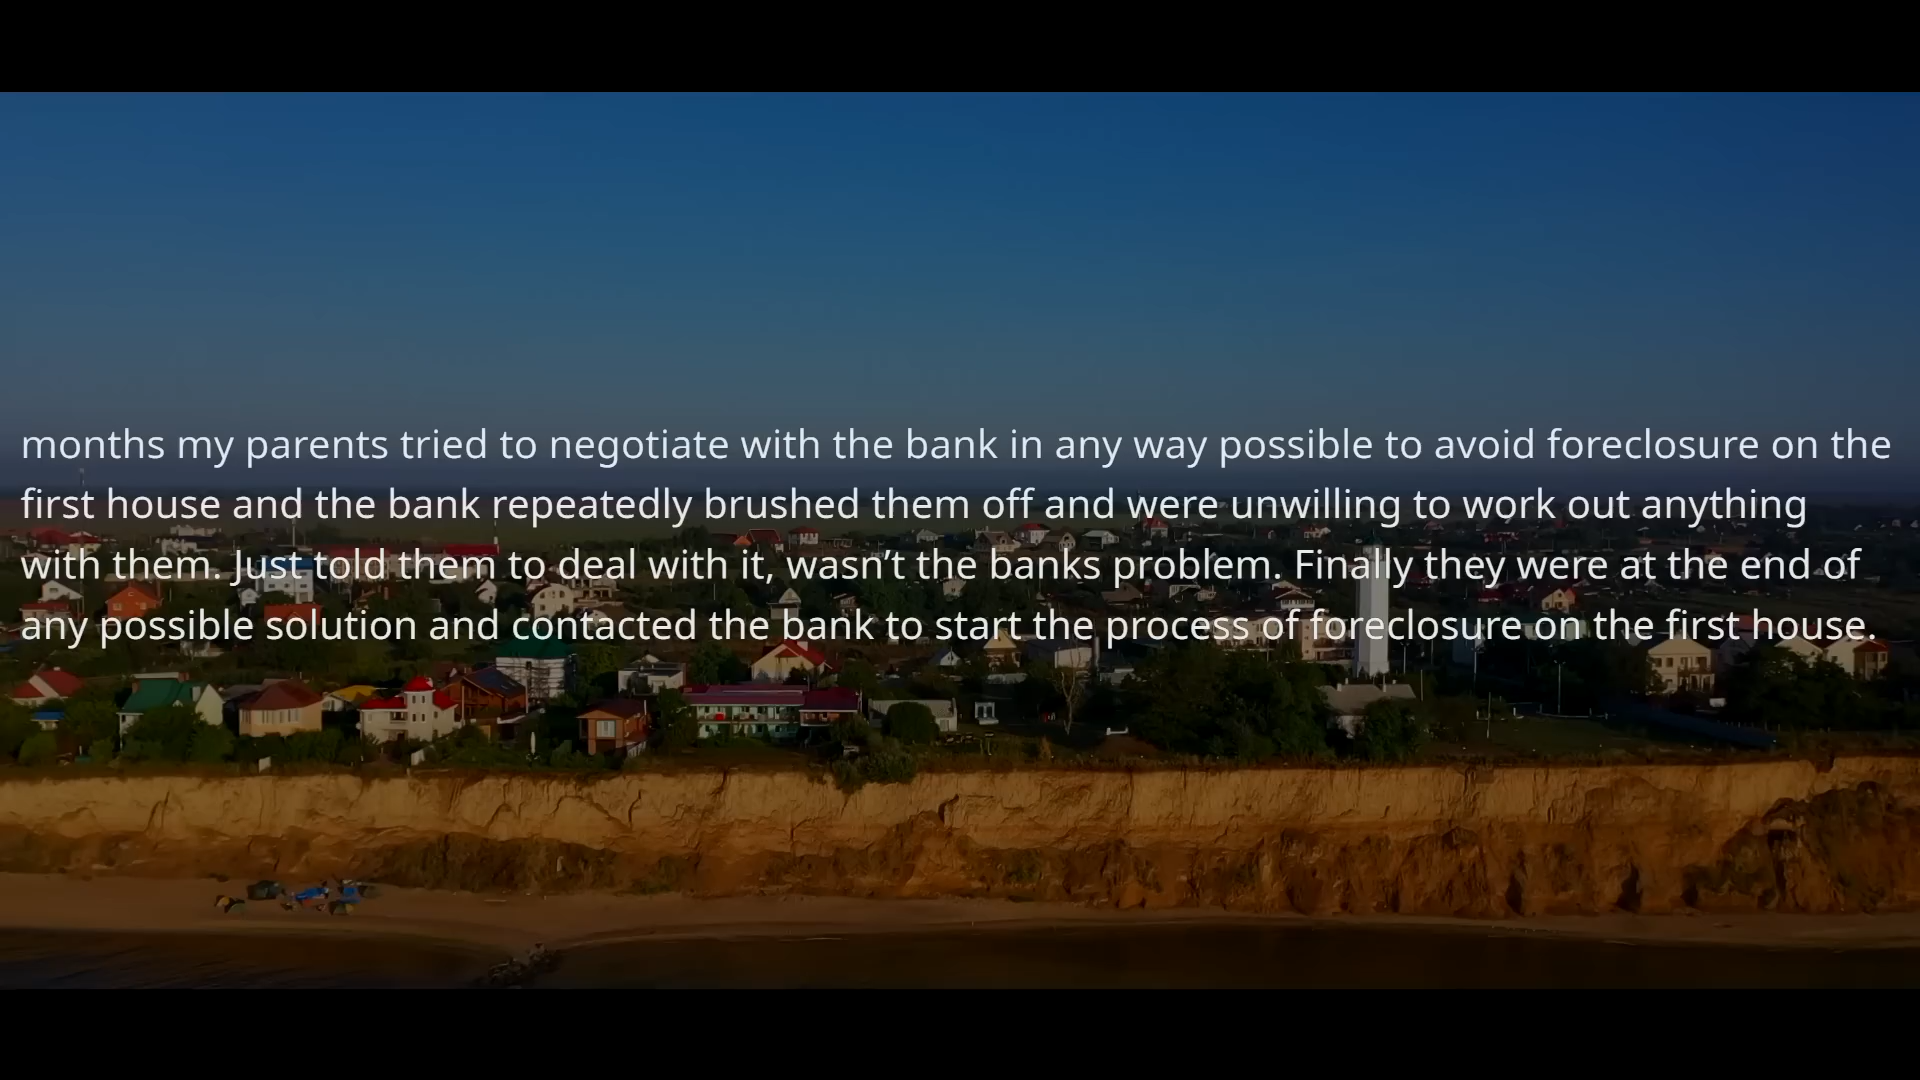 months my parents tried to negotiate with the bank in any way possible to avoid foreclosure on the
first house and the bank repeatedly brushed them off and were unwilling to work out anything
with them. Just told them to deal with it, wasn’t the banks problem. Finally they were at the end of
any possible solution and contacted the bank to start the process of foreclosure on the first house.